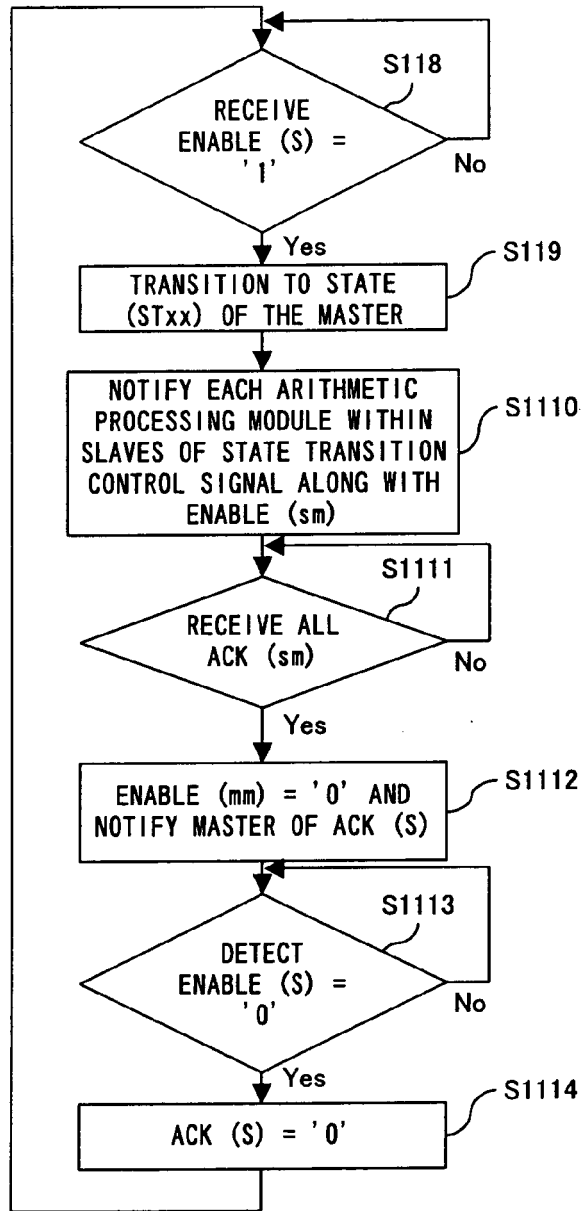 S118
RECEIVE
ENABLE (S) =
'1'
No
Yes
S119
TRANSITION TO STATE
(STxx) OF THE MASTER
NOTIFY EACH ARITHMETIC
PROCESSING MODULE WITHIN
SLAVES OF STATE TRANSITION
CONTROL SIGNAL ALONG WITH
ENABLE (sm)
S1110
S1111
RECEIVE ALL
ACK (sm)
No
Yes
ENABLE (mm) = '0' AND
NOTIFY MASTER OF ACK (S)
S1112
S1113
DETECT
ENABLE (S) =
'0'
No
Yes
S1114
ACK (S) = '0'